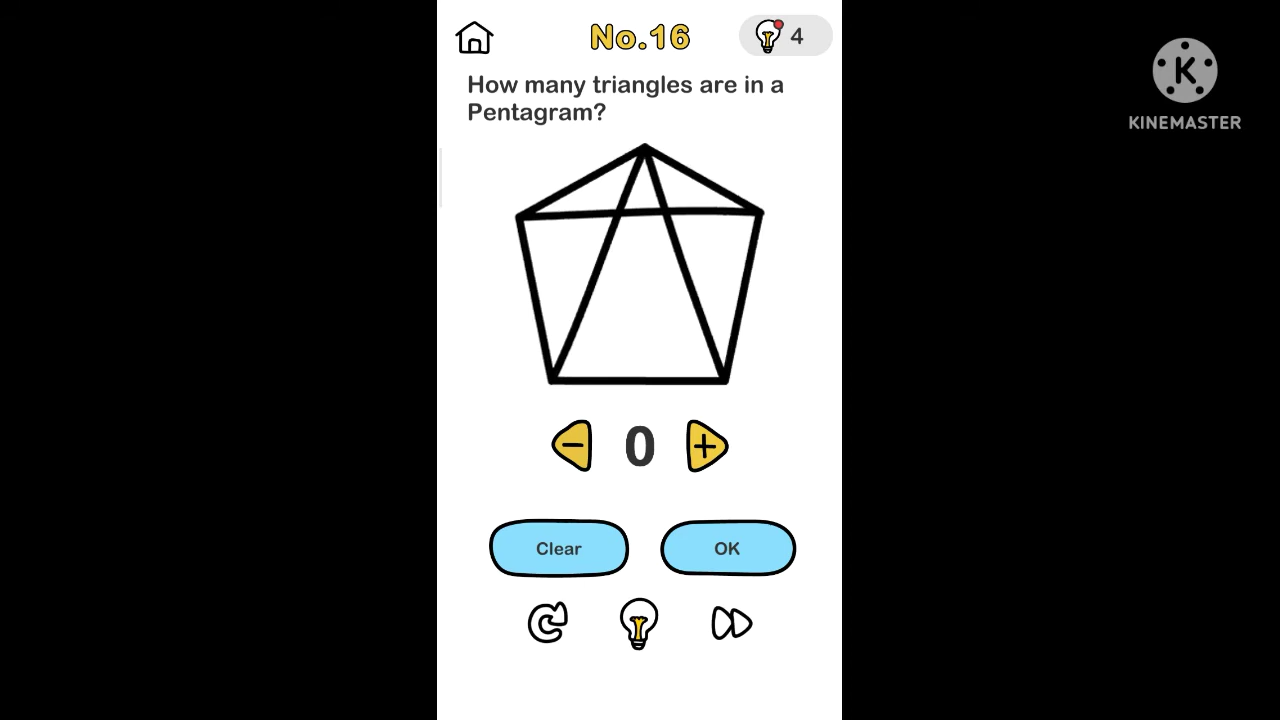 No.16
4
How many triangles are in a
Pentagram?
K
KINEMASTER
−
0
+
Clear
OK